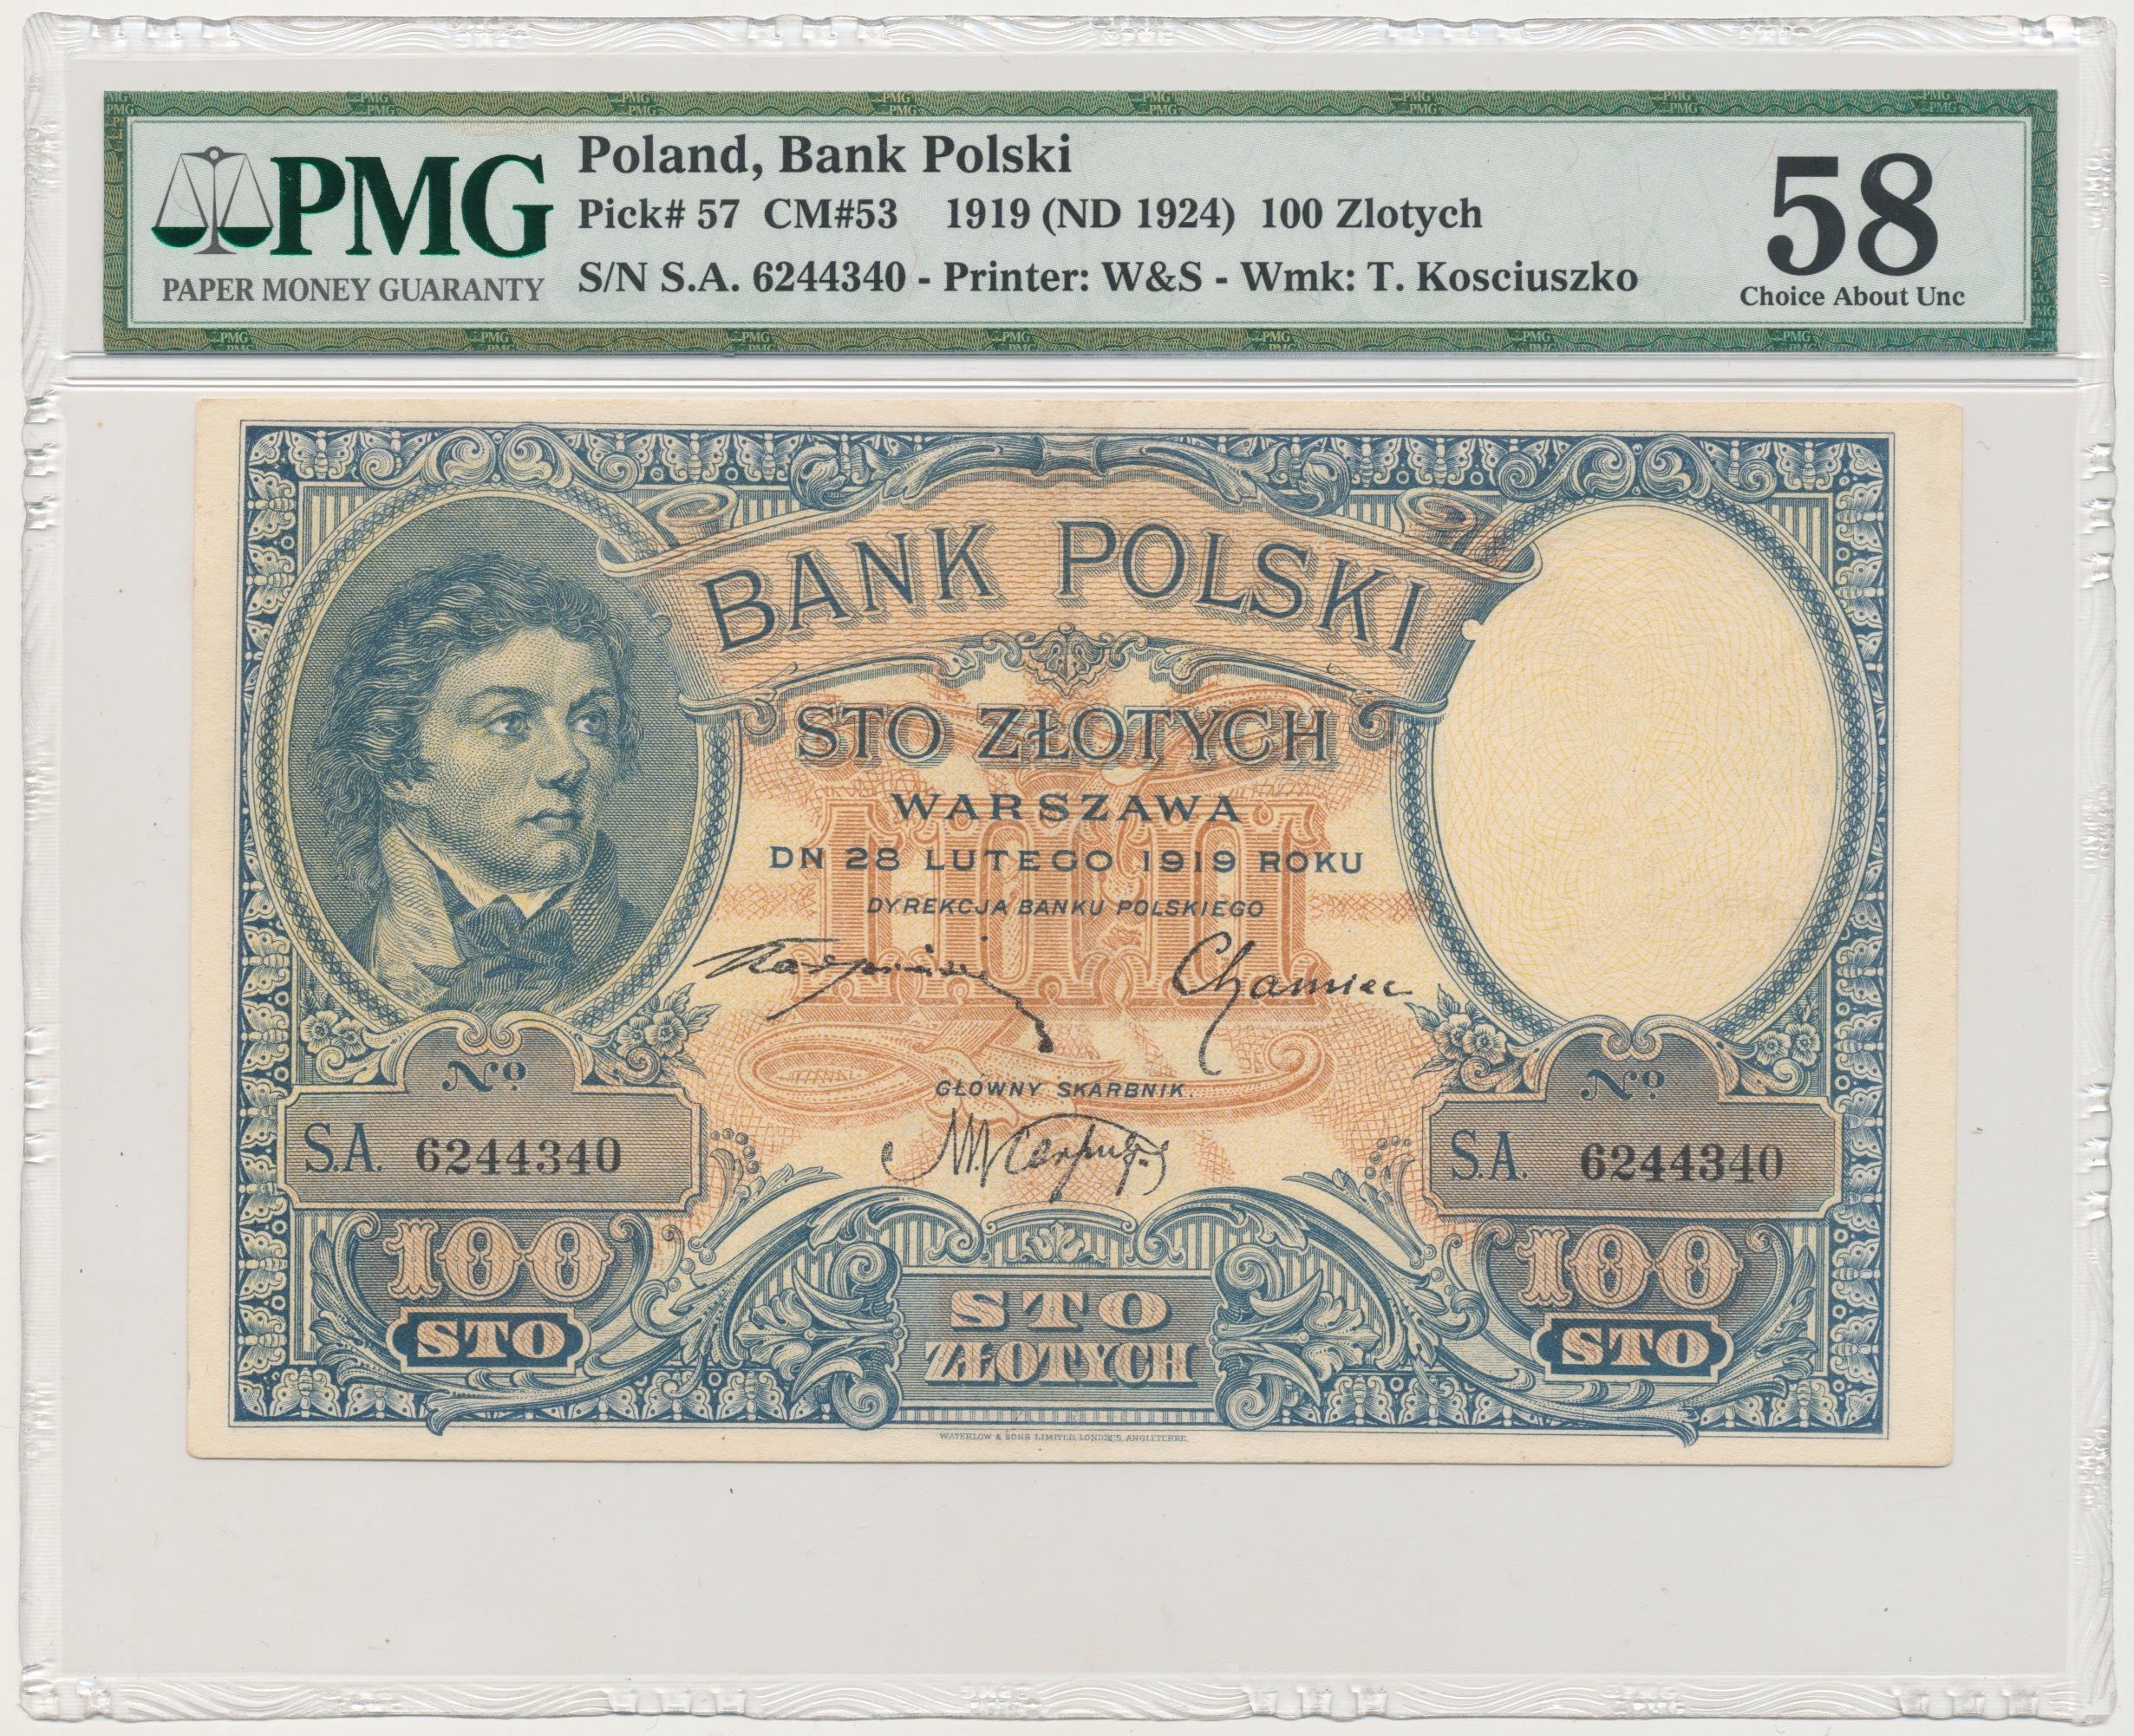 PMG
PAPER MONEY GUARANTY
Poland, Bank Polski
Pick# 57 CM#53 1919 (ND 1924) 100 Zlotych
S/N S.A. 6244340 - Printer: W&S - Wmk: T. Kosciuszko
58
Choice About Unc
BANK POLSKI
STO ZŁOTYCH
WARSZAWA
DN 28 LUTEGO 1919 ROKU
DYREKCJA BANKU POLSKIEGO
Karpiński Chamiec
GŁÓWNY SKARBNIK.
Nº
S.A. 6244340
Nº
S.A. 6244340
100
STO
STO
ZŁOTYCH
100
STO
WATERLOW & SONS LIMITED, LONDRES, ANGLETERRE